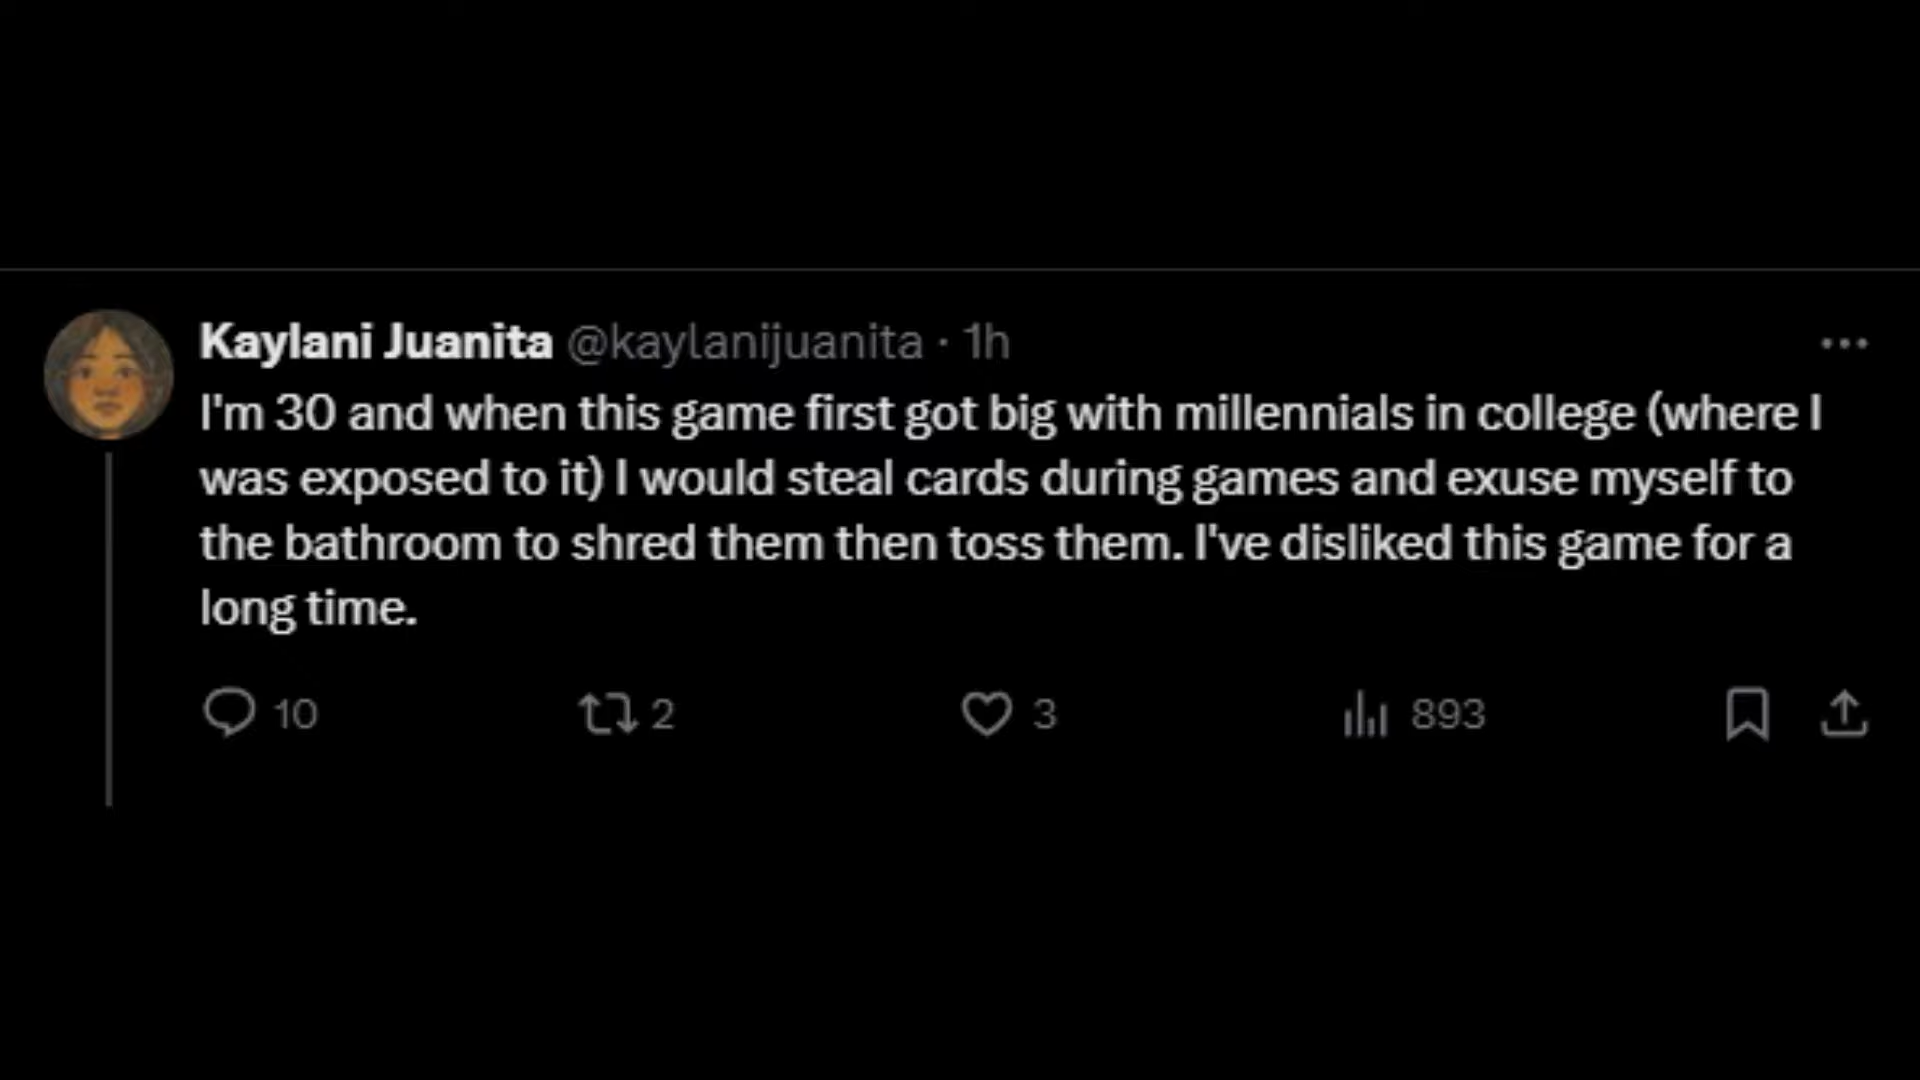 Kaylani Juanita @kaylanijuanita · 1h
I'm 30 and when this game first got big with millennials in college (where I
was exposed to it) I would steal cards during games and exuse myself to
the bathroom to shred them then toss them. I've disliked this game for a
long time.
10 2 3 893